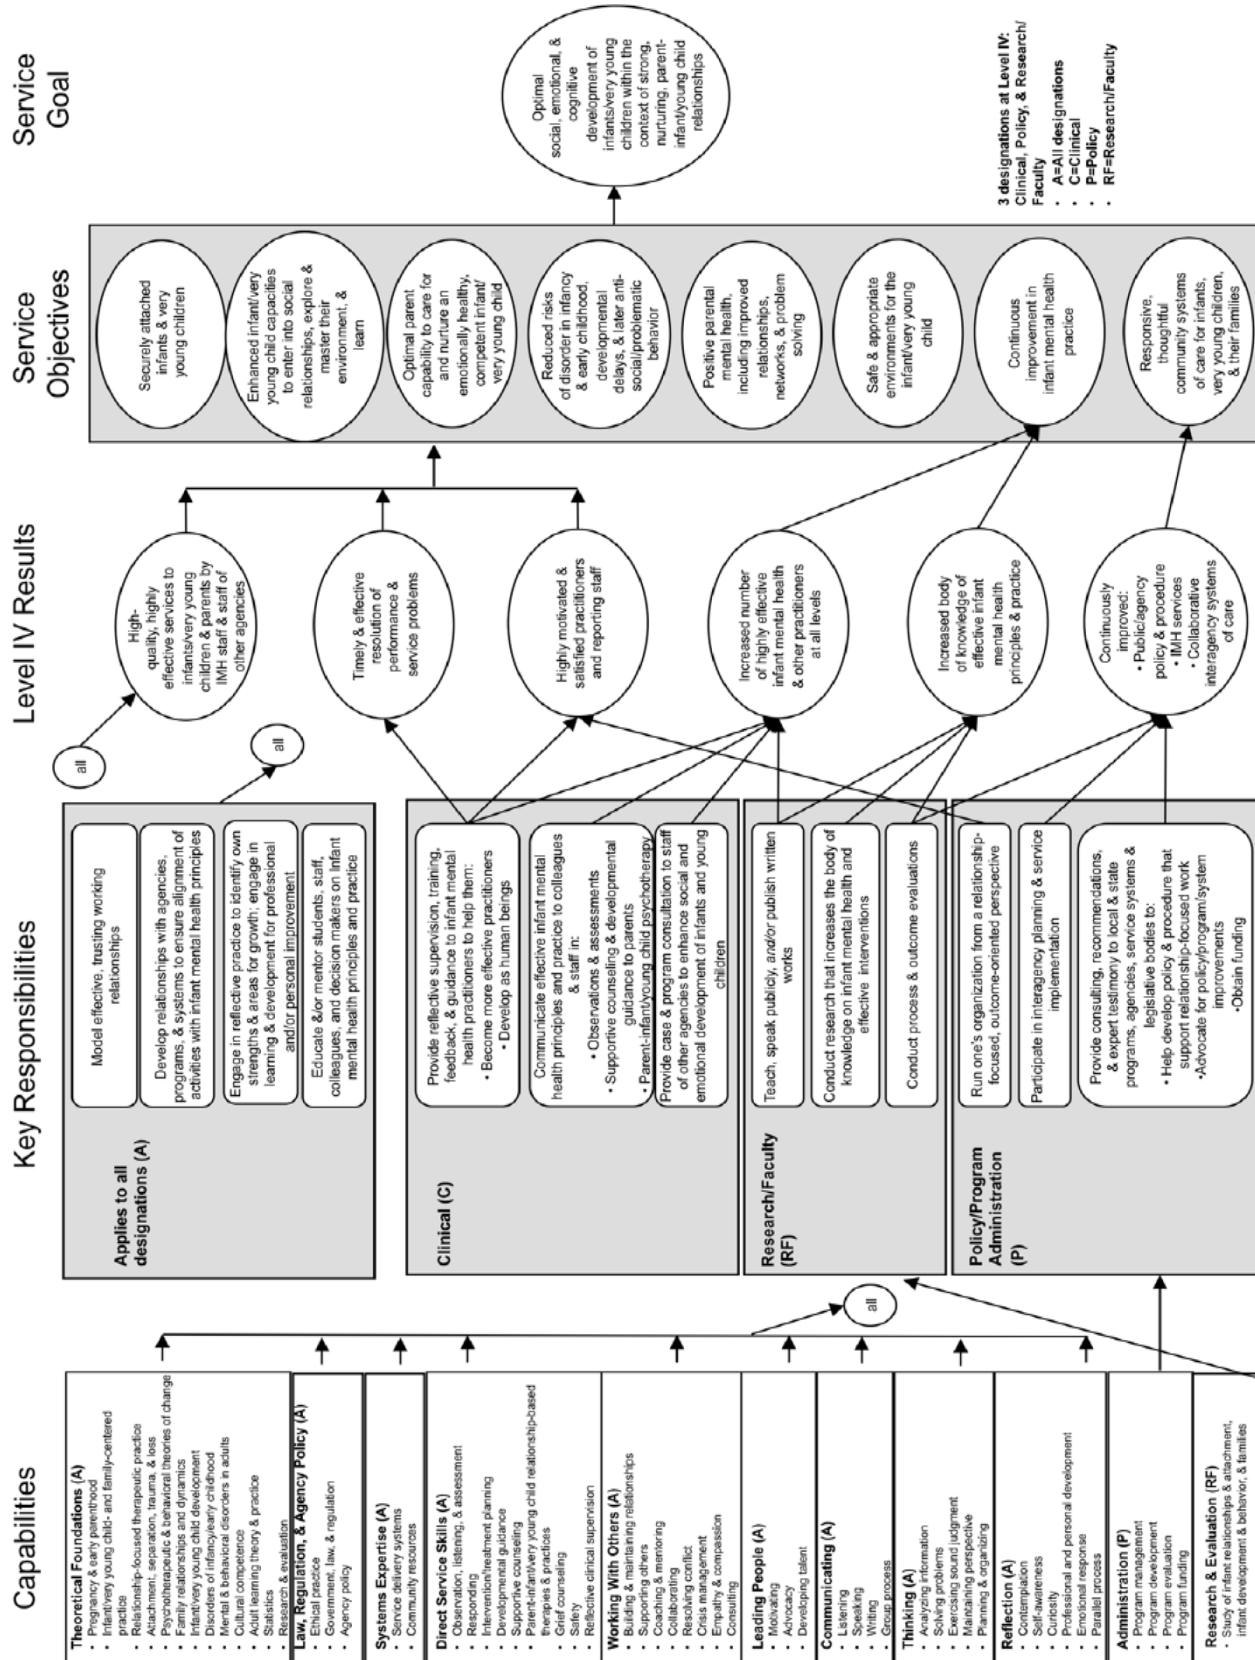 Capabilities
Theoretical Foundations (A)
• Pregnancy & early parenthood
• Infant/very young child- and family-centered
practice
• Relationship-focused therapeutic practice
• Attachment, separation, trauma, & loss
• Psychotherapeutic & behavioral theories of change
• Family relationships and dynamics
• Infant/very young child development
• Disorders of infancy/early childhood
• Mental & behavioral disorders in adults
• Cultural competence
• Adult learning theory & practice
• Statistics
• Research & evaluation
Law, Regulation, & Agency Policy (A)
• Ethical practice
• Government, law, & regulation
• Agency policy
Systems Expertise (A)
• Service delivery systems
• Community resources
Direct Service Skills (A)
• Observation, listening, & assessment
• Responding
• Intervention/treatment planning
• Developmental guidance
• Supportive counseling
• Parent-infant/very young child relationship-based
therapies & practices
• Grief counseling
• Safety
• Reflective clinical supervision
Working With Others (A)
• Building & maintaining relationships
• Supporting others
• Coaching & mentoring
• Collaborating
• Resolving conflict
• Crisis management
• Empathy & compassion
• Consulting
Leading People (A)
• Motivating
• Advocacy
• Developing talent
Communicating (A)
• Listening
• Speaking
• Writing
• Group process
Thinking (A)
• Analyzing information
• Solving problems
• Exercising sound judgment
• Maintaining perspective
• Planning & organizing
Reflection (A)
• Contemplation
• Self-awareness
• Curiosity
• Professional and personal development
• Emotional response
• Parallel process
Administration (P)
• Program management
• Program development
• Program evaluation
• Program funding
Research & Evaluation (RF)
• Study of infant relationships & attachment,
infant development & behavior, & families
all
Key Responsibilities
Applies to all
designations (A)
Model effective, trusting working
relationships
Develop relationships with agencies,
programs, & systems to ensure alignment of
activities with infant mental health principles
Engage in reflective practice to identify own
strengths & areas for growth; engage in
learning & development for professional
and/or personal improvement
Educate &/or mentor students, staff,
colleagues, and decision makers on Infant
mental health principles and practice
all
Clinical (C)
Provide reflective supervision, training,
feedback, & guidance to infant mental
health practitioners to help them:
• Become more effective practitioners
• Develop as human beings
Communicate effective infant mental
health principles and practice to colleagues
& staff in:
• Observations & assessments
• Supportive counseling & developmental
guidance to parents
• Parent-infant/young child psychotherapy
Provide case & program consultation to staff
of other agencies to enhance social and
emotional development of infants and young
children
Research/Faculty
(RF)
Teach, speak publicly, and/or publish written
works
Conduct research that increases the body of
knowledge on infant mental health and
effective interventions
Conduct process & outcome evaluations
Policy/Program
Administration
(P)
Run one's organization from a relationship-
focused, outcome-oriented perspective
Participate in interagency planning & service
implementation
Provide consulting, recommendations,
& expert testimony to local & state
programs, agencies, service systems &
legislative bodies to:
• Help develop policy & procedure that
support relationship-focused work
•Advocate for policy/program/system
improvements
•Obtain funding
Level IV Results
all
High-
quality, highly
effective services to
infants/very young
children & parents by
IMH staff & staff of
other agencies
Timely & effective
resolution of
performance &
service problems
Highly motivated &
satisfied practitioners
and reporting staff
Increased number
of highly effective
infant mental health
& other practitioners
at all levels
Increased body
of knowledge of
effective infant
mental health
principles & practice
Continuously
improved:
• Public/agency
policy & procedure
• IMH services
• Collaborative
interagency systems
of care
Service
Objectives
Securely attached
infants & very
young children
Enhanced infant/very
young child capacities
to enter into social
relationships, explore &
master their
environment, &
learn
Optimal parent
capability to care for
and nurture an
emotionally healthy,
competent infant/
very young child
Reduced risks
of disorder in infancy
& early childhood,
developmental
delays, & later anti-
social/problematic
behavior
Positive parental
mental health,
including improved
relationships,
networks, & problem
solving
Safe & appropriate
environments for the
infant/very young
child
Continuous
improvement in
infant mental health
practice
Responsive,
thoughtful
community systems
of care for infants,
very young children,
& their families
Service
Goal
Optimal
social, emotional, &
cognitive
development of
infants/very young
children within the
context of strong,
nurturing, parent-
infant/young child
relationships
3 designations at Level IV:
Clinical, Policy, & Research/
Faculty
• A=All designations
• C=Clinical
• P=Policy
• RF=Research/Faculty